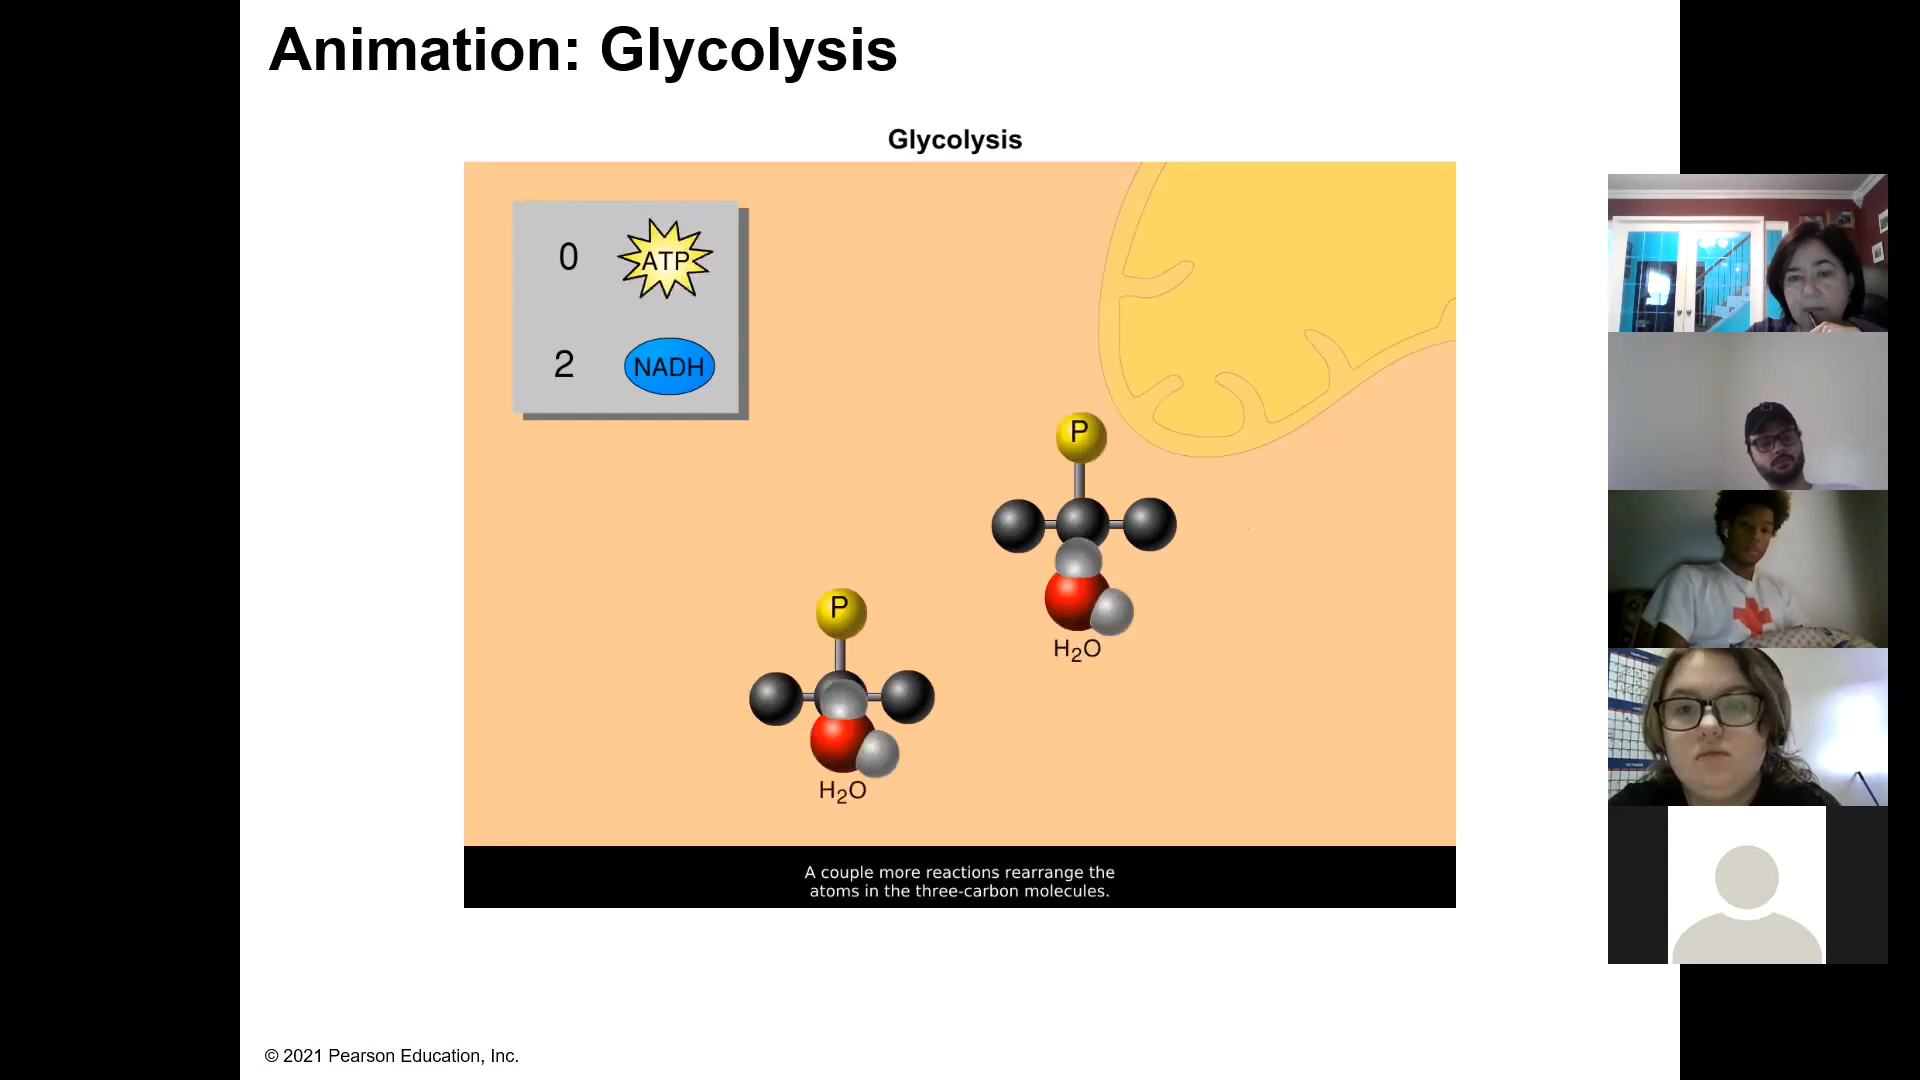 Animation: Glycolysis
Glycolysis
0 ATP
2 NADH
P
P
H₂O
H₂O
A couple more reactions rearrange the
atoms in the three-carbon molecules.
© 2021 Pearson Education, Inc.